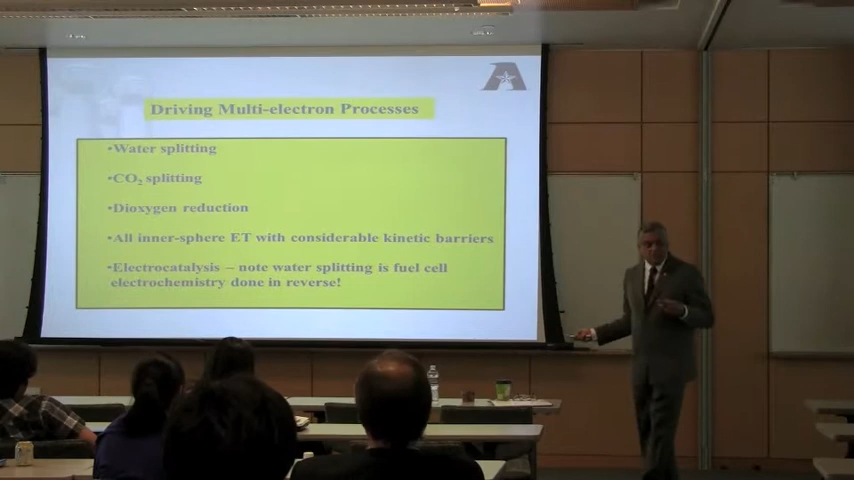 Driving Multi-electron Processes
•Water splitting
•CO₂ splitting
•Dioxygen reduction
•All inner-sphere ET with considerable kinetic barriers
•Electrocatalysis – note water splitting is fuel cell
electrochemistry done in reverse!